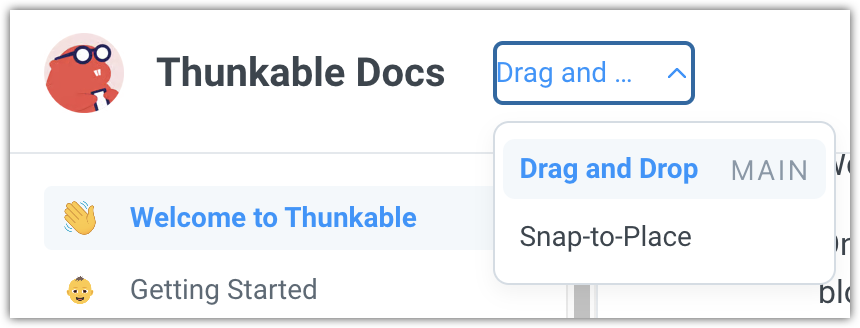 Thunkable Docs
Drag and ...
Drag and Drop MAIN
Welcome to Thunkable
Snap-to-Place
Getting Started